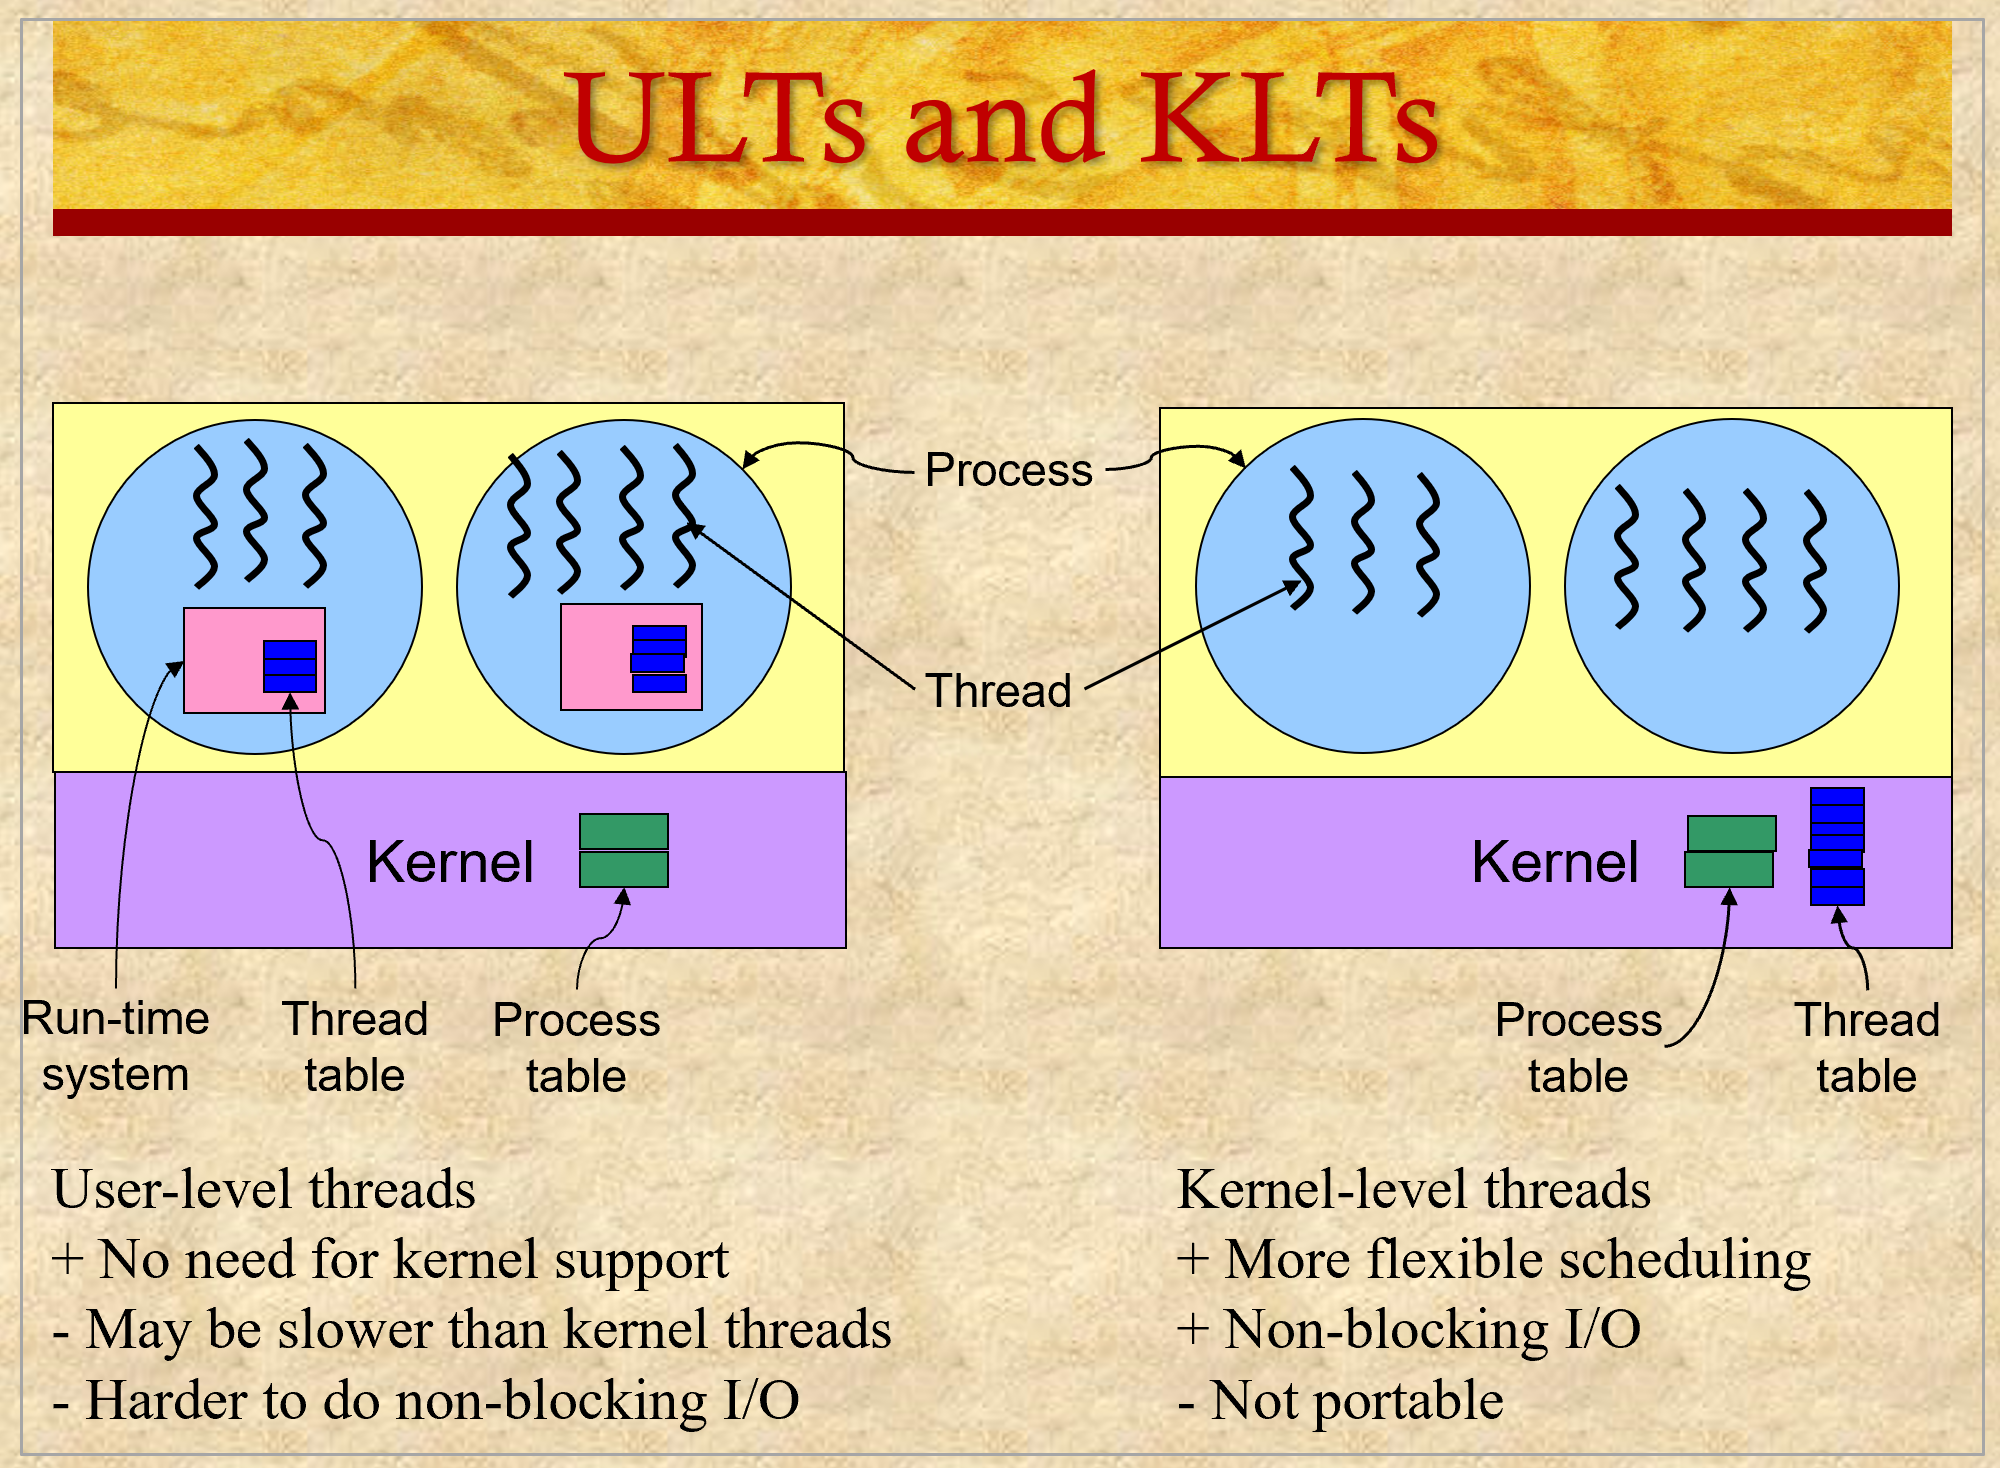 ULTs and KLTs
Process
Thread
Kernel
Kernel
Run-time
system
Thread
table
Process
table
Process
table
Thread
table
User-level threads
+ No need for kernel support
- May be slower than kernel threads
- Harder to do non-blocking I/O
Kernel-level threads
+ More flexible scheduling
+ Non-blocking I/O
- Not portable